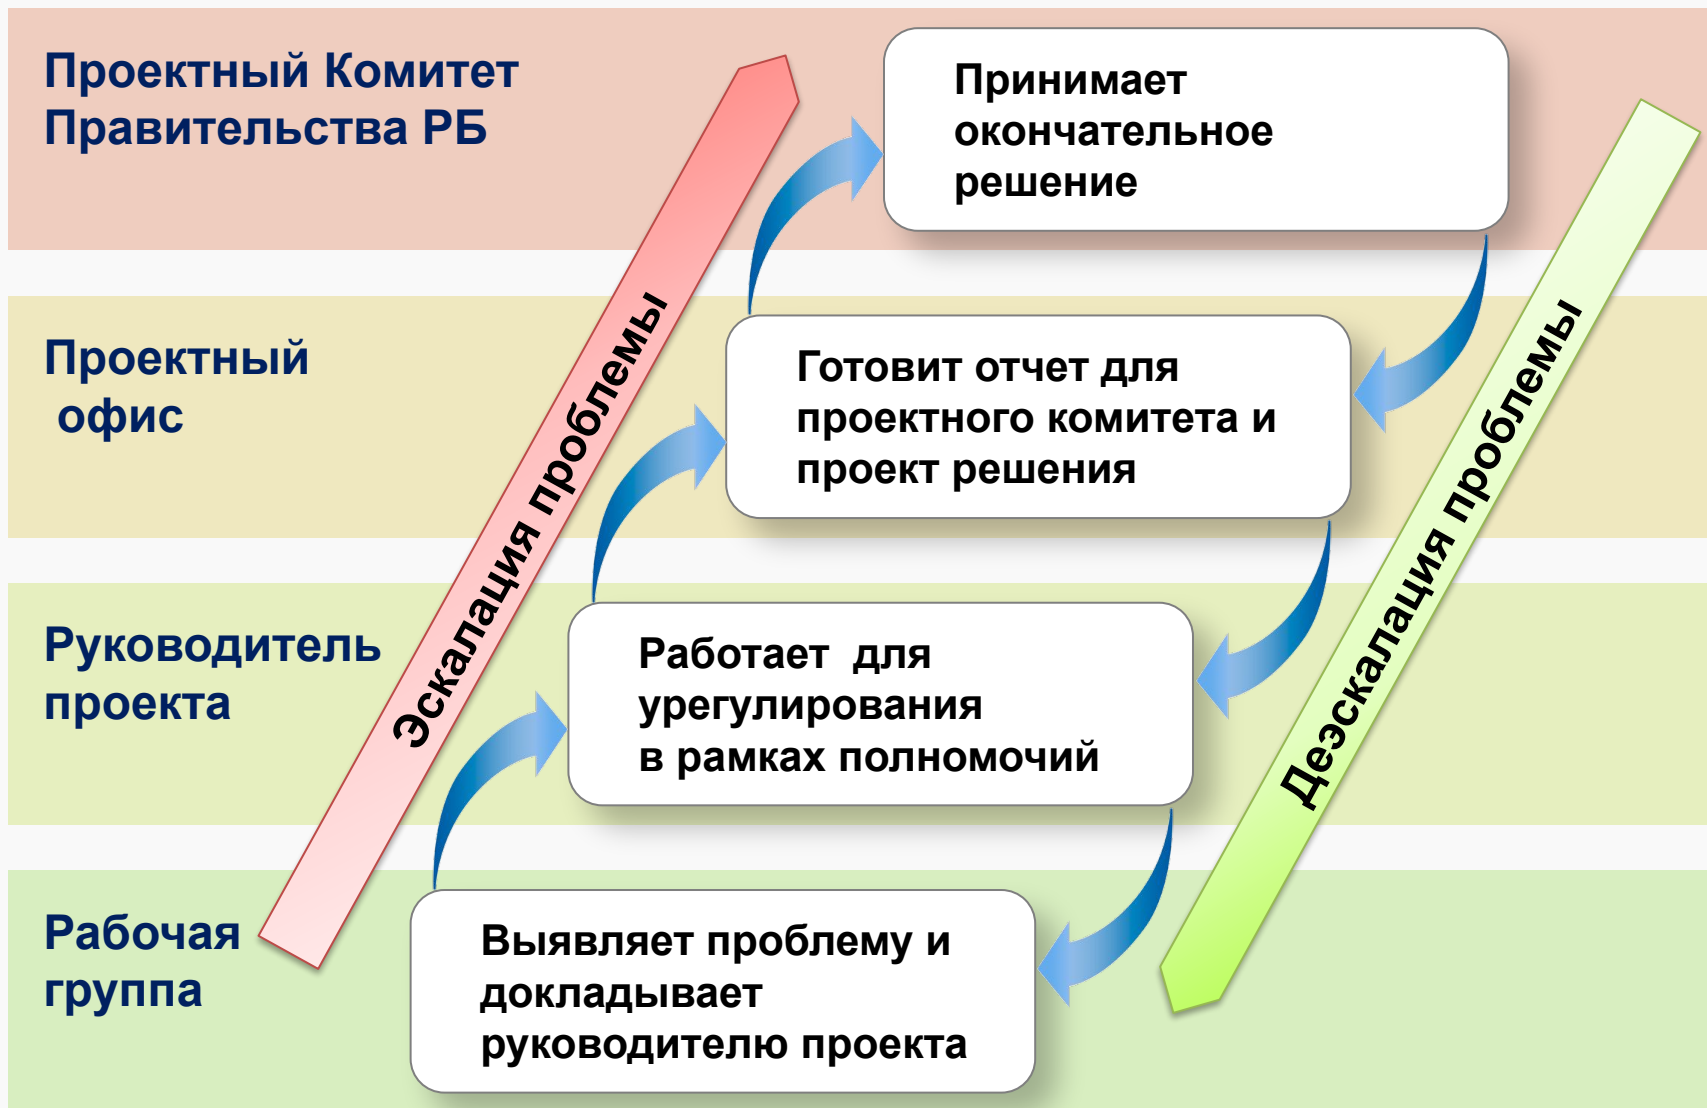 Проектный Комитет
Правительства РБ
Принимает
окончательное
решение
Проектный
офис
Готовит отчет для
проектного комитета и
проект решения
Руководитель
проекта
Работает для
урегулирования
в рамках полномочий
Рабочая
группа
Выявляет проблему и
докладывает
руководителю проекта
Эскалация проблемы
Деэскалация проблемы